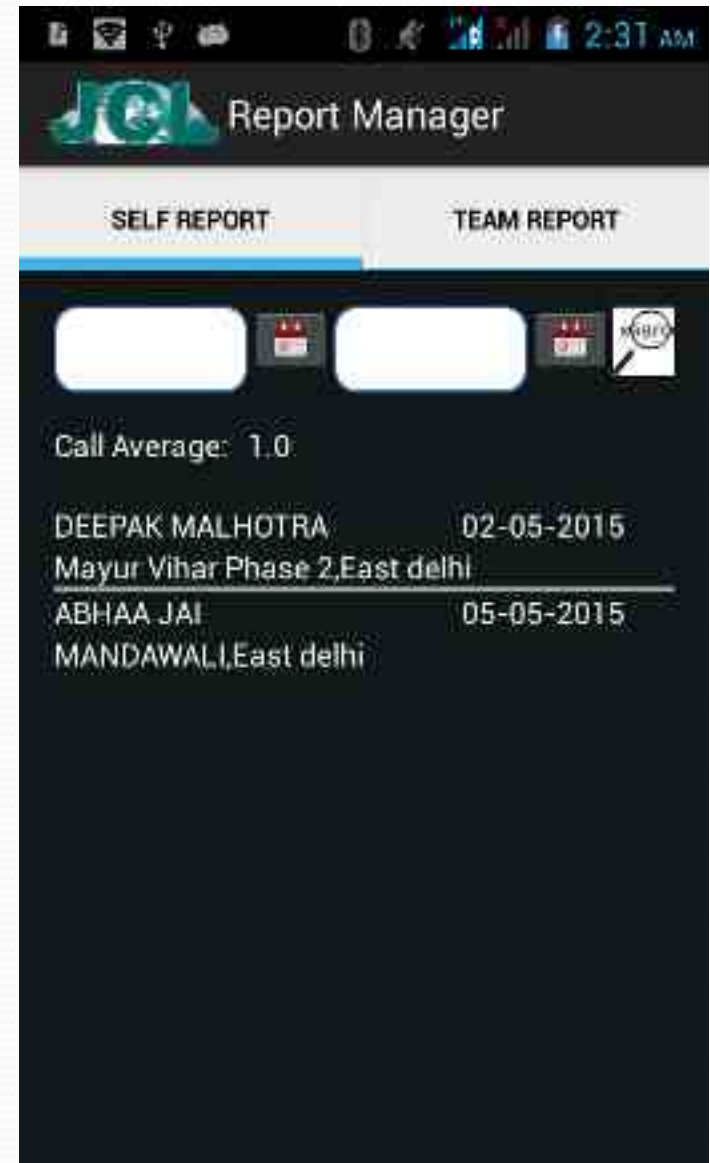 2:31 AM
JCL Report Manager
SELF REPORT TEAM REPORT
Call Average: 1.0
DEEPAK MALHOTRA 02-05-2015
Mayur Vihar Phase 2,East delhi
ABHAA JAI 05-05-2015
MANDAWALI,East delhi